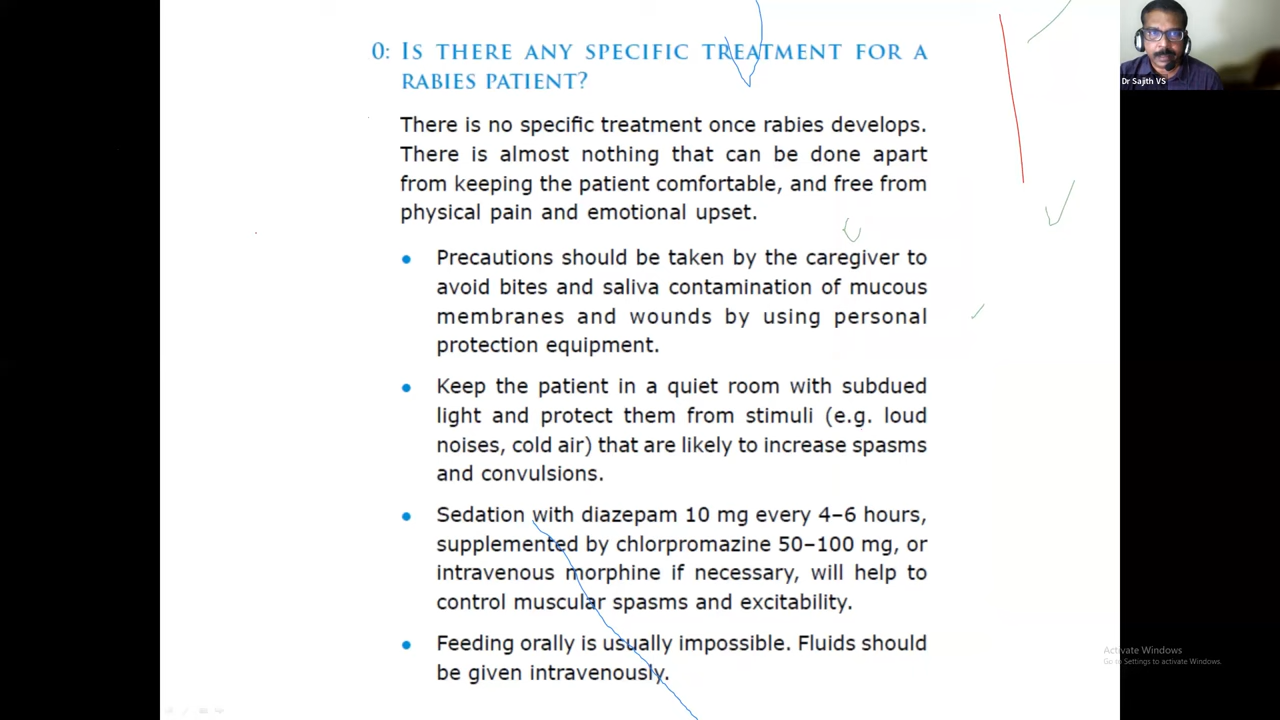 0: IS THERE ANY SPECIFIC TREATMENT FOR A
RABIES PATIENT?
There is no specific treatment once rabies develops.
There is almost nothing that can be done apart
from keeping the patient comfortable, and free from
physical pain and emotional upset.
• Precautions should be taken by the caregiver to
avoid bites and saliva contamination of mucous
membranes and wounds by using personal
protection equipment.
• Keep the patient in a quiet room with subdued
light and protect them from stimuli (e.g. loud
noises, cold air) that are likely to increase spasms
and convulsions.
• Sedation with diazepam 10 mg every 4–6 hours,
supplemented by chlorpromazine 50–100 mg, or
intravenous morphine if necessary, will help to
control muscular spasms and excitability.
• Feeding orally is usually impossible. Fluids should
be given intravenously.
Dr Sajith VS
Activate Windows
Go to Settings to activate Windows.